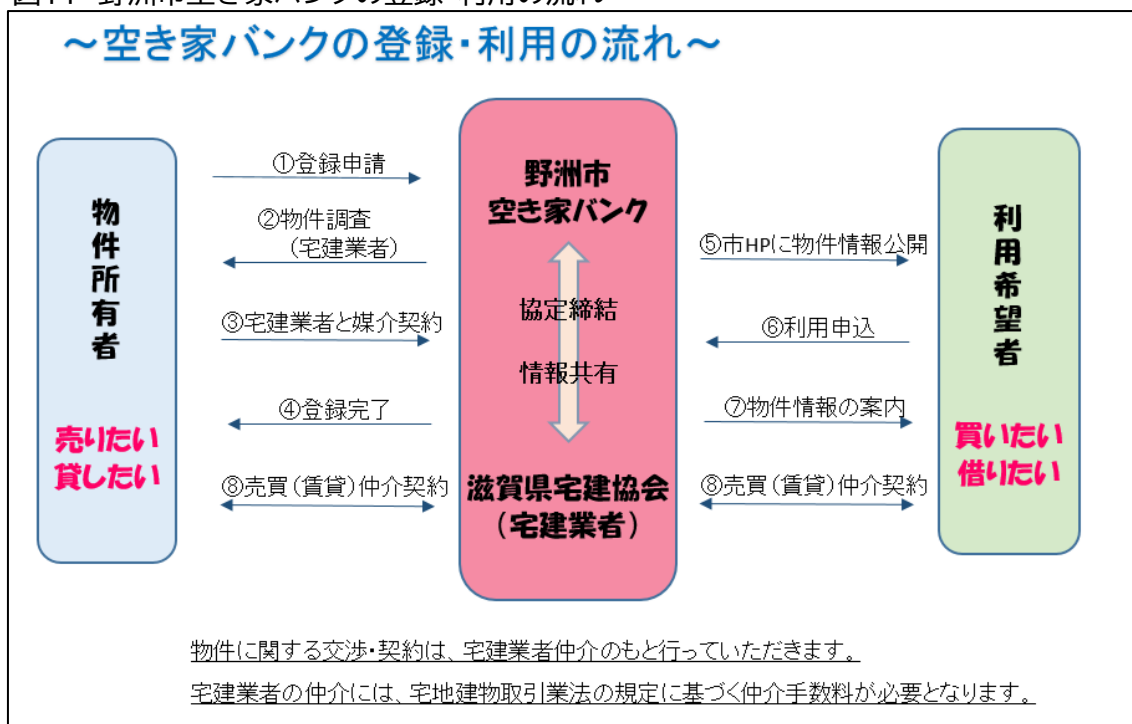 ～空き家バンクの登録・利用の流れ～
物件所有者
売りたい
貸したい
①登録申請
②物件調査
（宅建業者）
③宅建業者と媒介契約
④登録完了
⑧売買（賃貸）仲介契約
野洲市
空き家バンク
協定締結
情報共有
滋賀県宅建協会
（宅建業者）
⑤市HPに物件情報公開
⑥利用申込
⑦物件情報の案内
⑧売買（賃貸）仲介契約
利用希望者
買いたい
借りたい
物件に関する交渉・契約は、宅建業者仲介のもと行っていただきます。
宅建業者の仲介には、宅地建物取引業法の規定に基づく仲介手数料が必要となります。